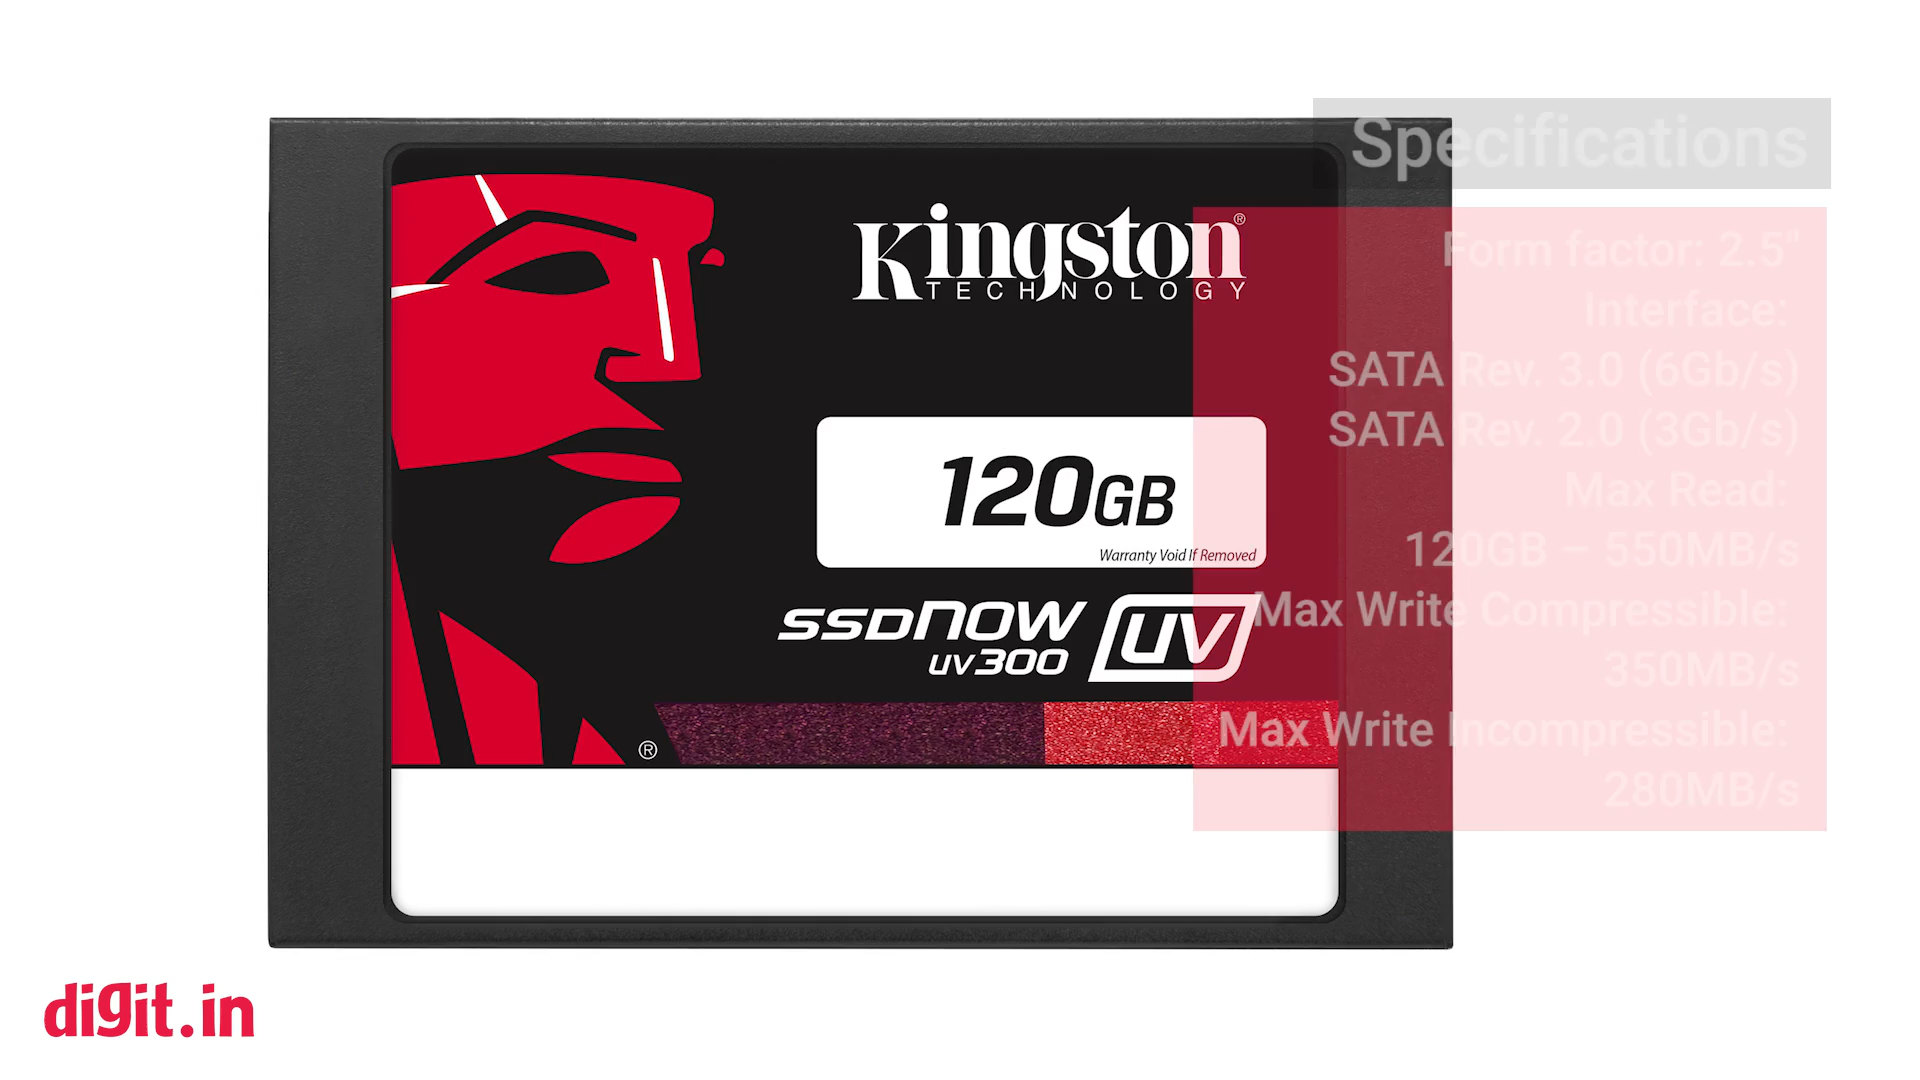 Specifications
Kingston®
TECHNOLOGY
Form factor: 2.5"
Interface:
SATA Rev. 3.0 (6Gb/s)
SATA Rev. 2.0 (3Gb/s)
Max Read:
120GB – 550MB/s
Max Write Compressible:
350MB/s
Max Write Incompressible:
280MB/s
120GB
Warranty Void If Removed
SSDNOW
UV300
UV
®
digit.in